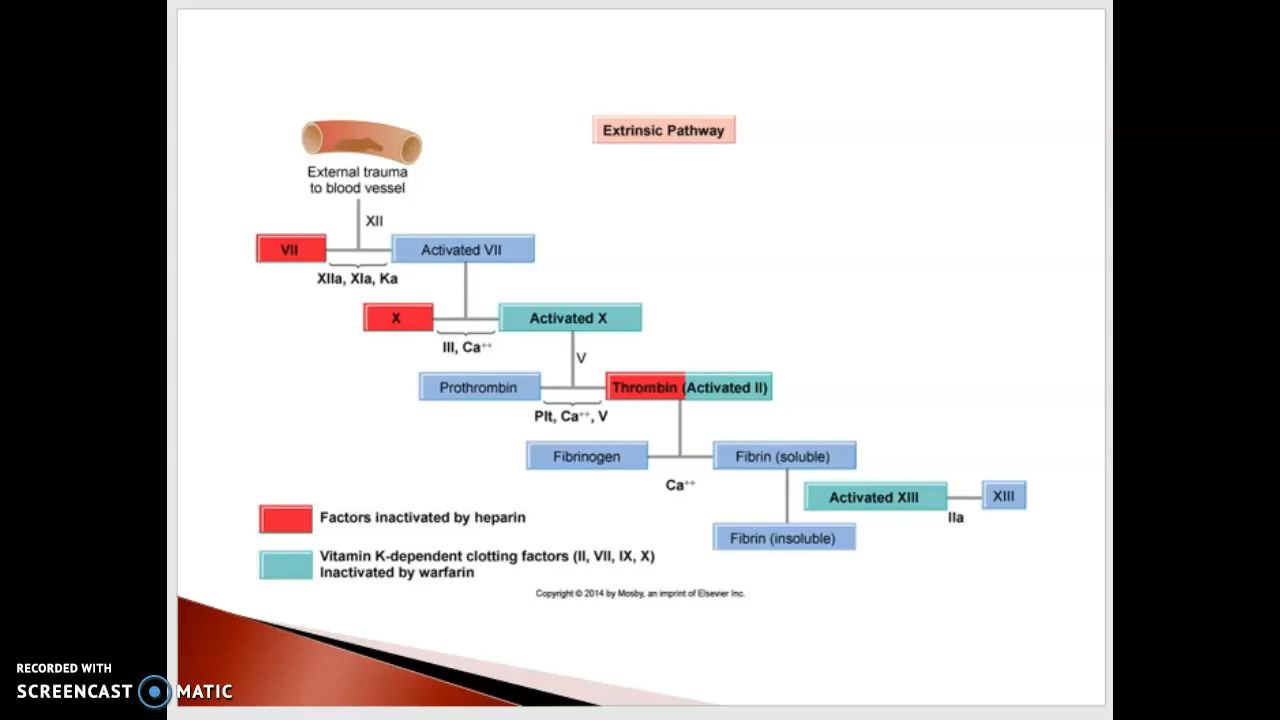 Extrinsic Pathway
External trauma
to blood vessel
XII
VII
Activated VII
XIIa, XIa, Ka
X
Activated X
III, Ca++
V
Prothrombin
Thrombin (Activated II)
Plt, Ca++, V
Fibrinogen
Fibrin (soluble)
Ca++
Activated XIII
XIII
IIa
Fibrin (insoluble)
Factors inactivated by heparin
Vitamin K-dependent clotting factors (II, VII, IX, X)
Inactivated by warfarin
Copyright © 2014 by Mosby, an imprint of Elsevier Inc.
RECORDED WITH
SCREENCAST MATIC